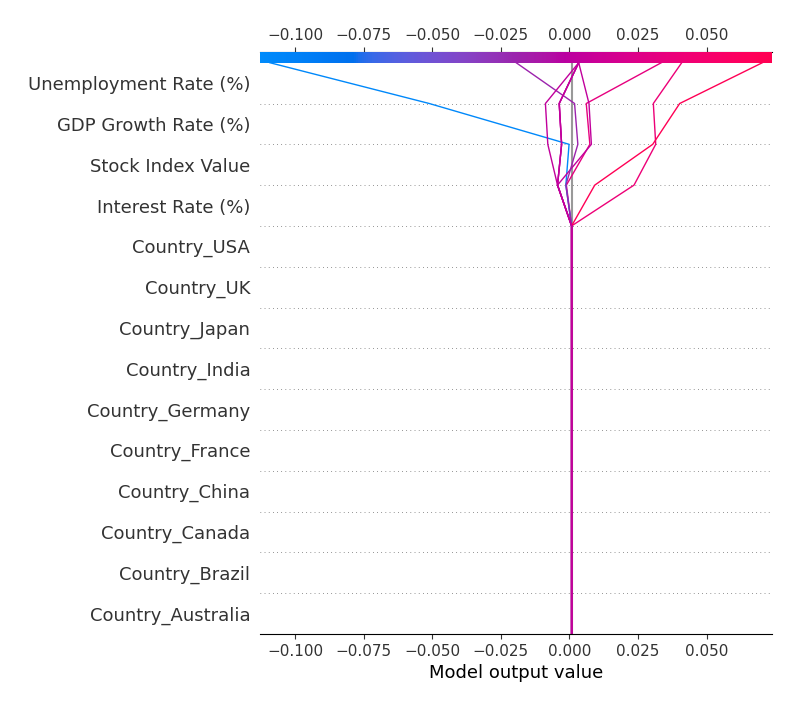 −0.100 −0.075 −0.050 −0.025 0.000 0.025 0.050
Unemployment Rate (%)
GDP Growth Rate (%)
Stock Index Value
Interest Rate (%)
Country_USA
Country_UK
Country_Japan
Country_India
Country_Germany
Country_France
Country_China
Country_Canada
Country_Brazil
Country_Australia
−0.100 −0.075 −0.050 −0.025 0.000 0.025 0.050
Model output value